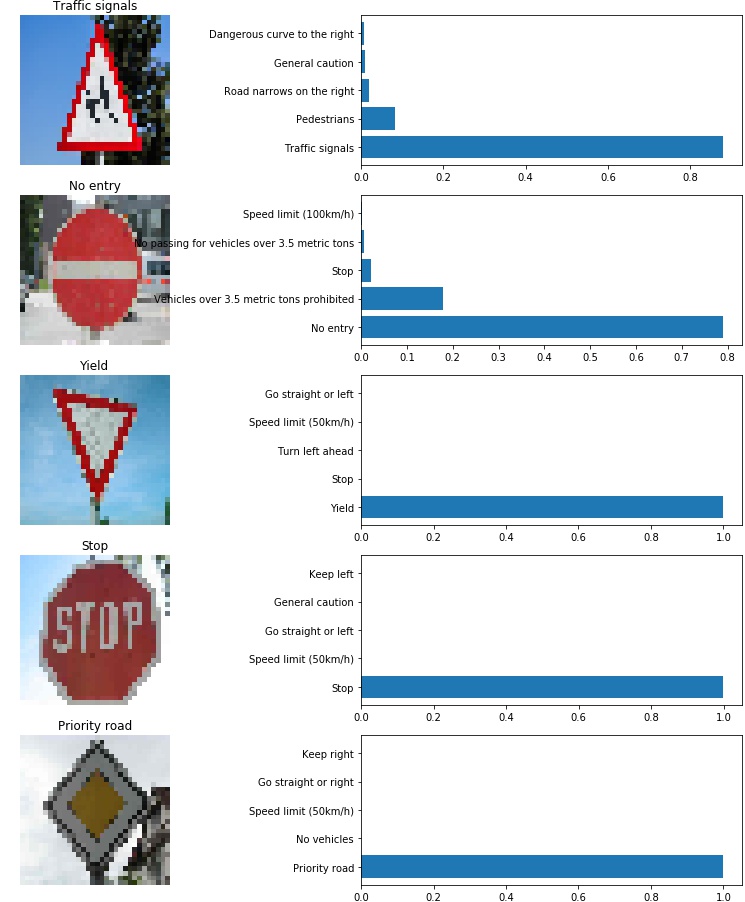 Traffic signals
Dangerous curve to the right
General caution
Road narrows on the right
Pedestrians
Traffic signals
0.0 0.2 0.4 0.6 0.8
No entry
Speed limit (100km/h)
No passing for vehicles over 3.5 metric tons
Stop
Vehicles over 3.5 metric tons prohibited
No entry
0.0 0.1 0.2 0.3 0.4 0.5 0.6 0.7 0.8
Yield
Go straight or left
Speed limit (50km/h)
Turn left ahead
Stop
Yield
0.0 0.2 0.4 0.6 0.8 1.0
Stop
STOP
Keep left
General caution
Go straight or left
Speed limit (50km/h)
Stop
0.0 0.2 0.4 0.6 0.8 1.0
Priority road
Keep right
Go straight or right
Speed limit (50km/h)
No vehicles
Priority road
0.0 0.2 0.4 0.6 0.8 1.0